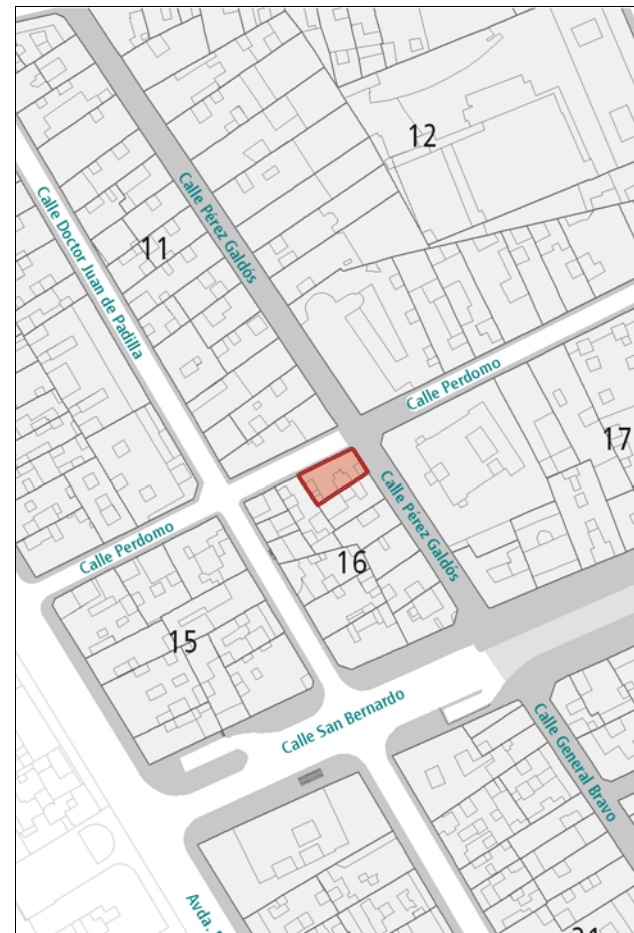 12
Calle Pérez Galdós
Calle Doctor Juan de Padilla
11
Calle Perdomo
17
Calle Pérez Galdós
Calle Perdomo
16
15
Calle San Bernardo
Calle General Bravo
Avda.